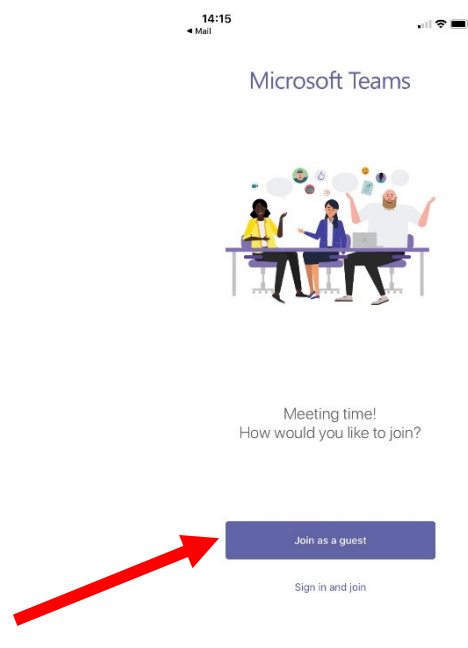 14:15
◄ Mail
Microsoft Teams
Meeting time!
How would you like to join?
Join as a guest
Sign in and join